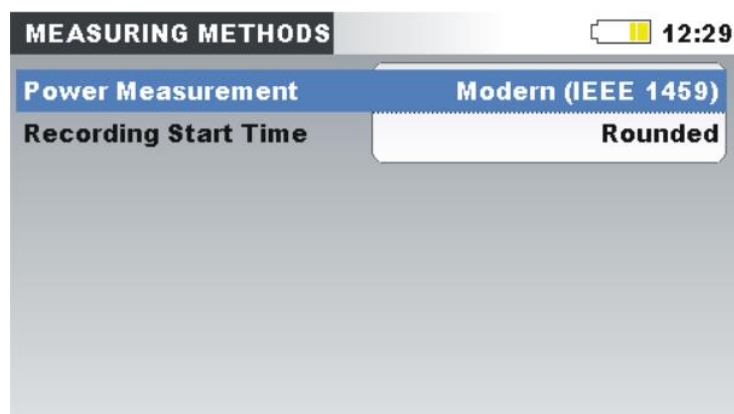 MEASURING METHODS 12:29
Power Measurement Modern (IEEE 1459)
Recording Start Time Rounded